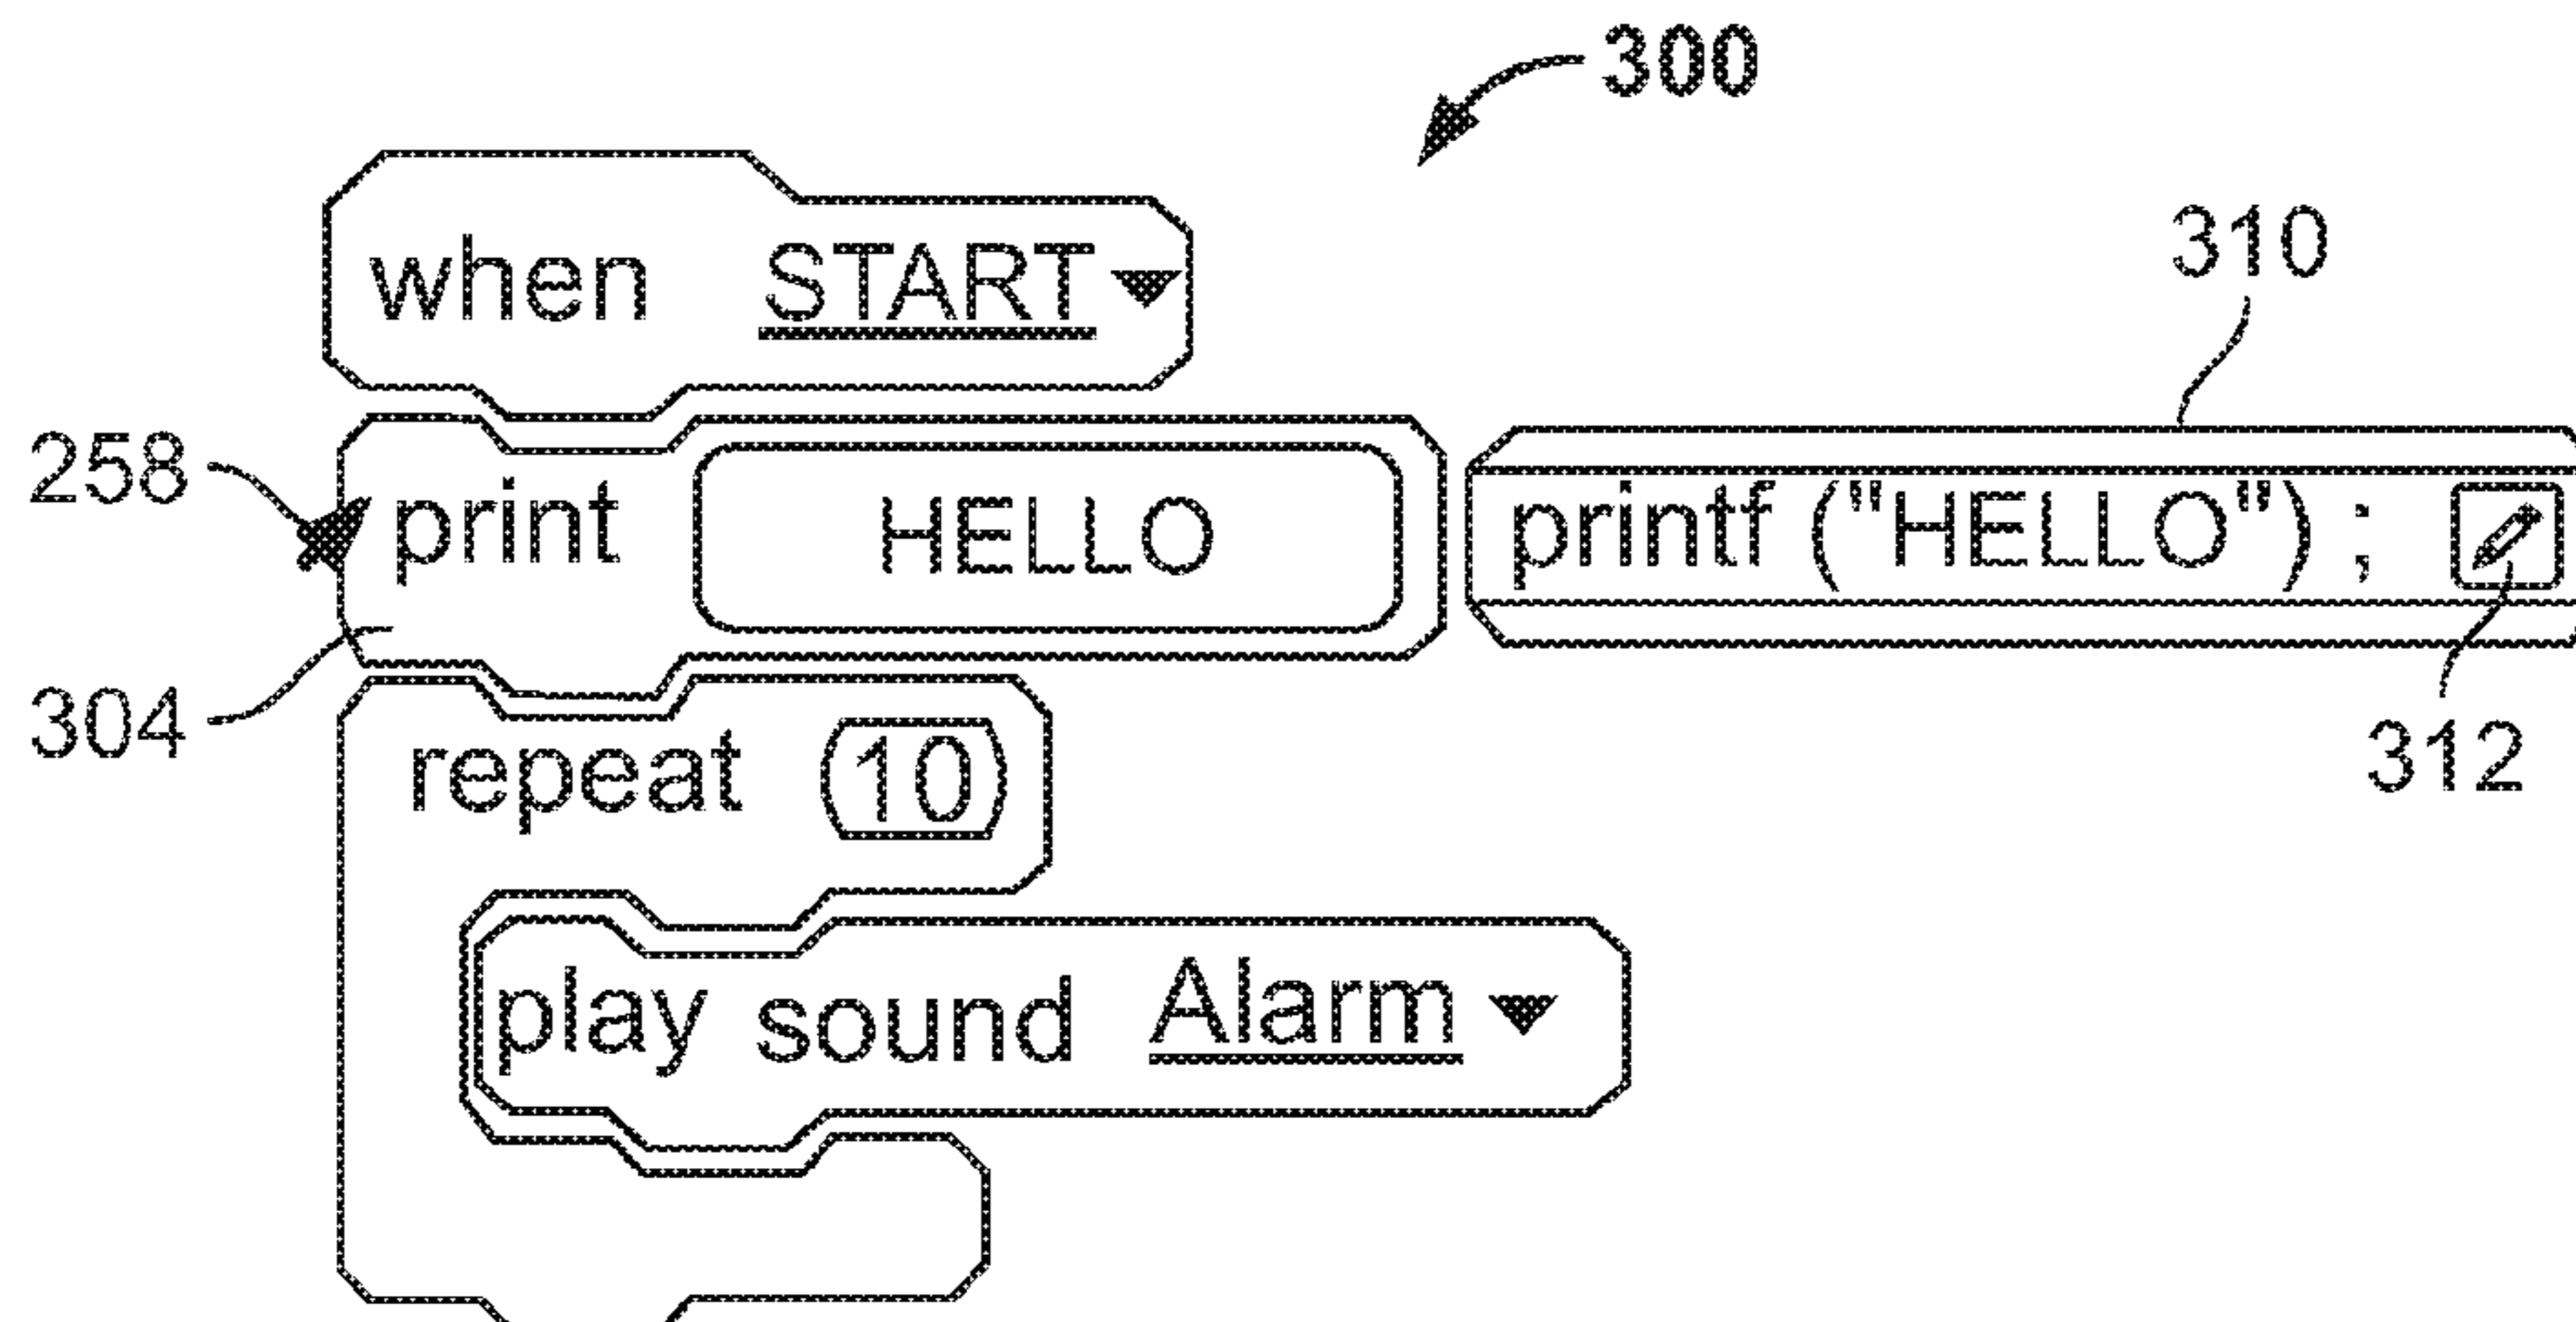 300
when START
310
258
print HELLO printf ("HELLO") ;
304
repeat 10
312
play sound Alarm